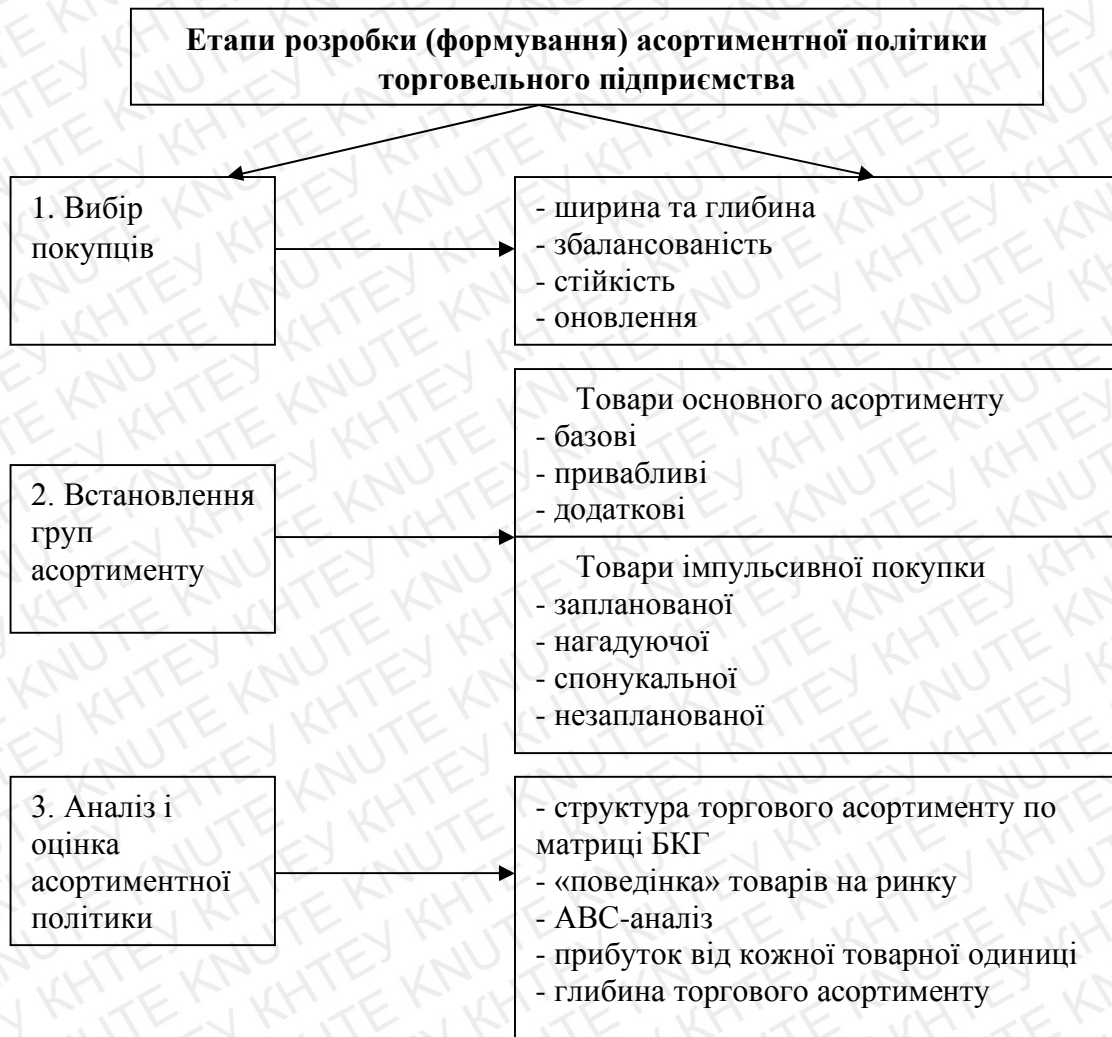 Етапи розробки (формування) асортиментної політики
торговельного підприємства
1. Вибір
покупців
- ширина та глибина
- збалансованість
- стійкість
- оновлення
2. Встановлення
груп
асортименту
Товари основного асортименту
- базові
- привабливі
- додаткові
Товари імпульсивної покупки
- запланованої
- нагадуючої
- спонукальної
- незапланованої
3. Аналіз і
оцінка
асортиментної
політики
- структура торгового асортименту по
матриці БКГ
- «поведінка» товарів на ринку
- АВС-аналіз
- прибуток від кожної товарної одиниці
- глибина торгового асортименту